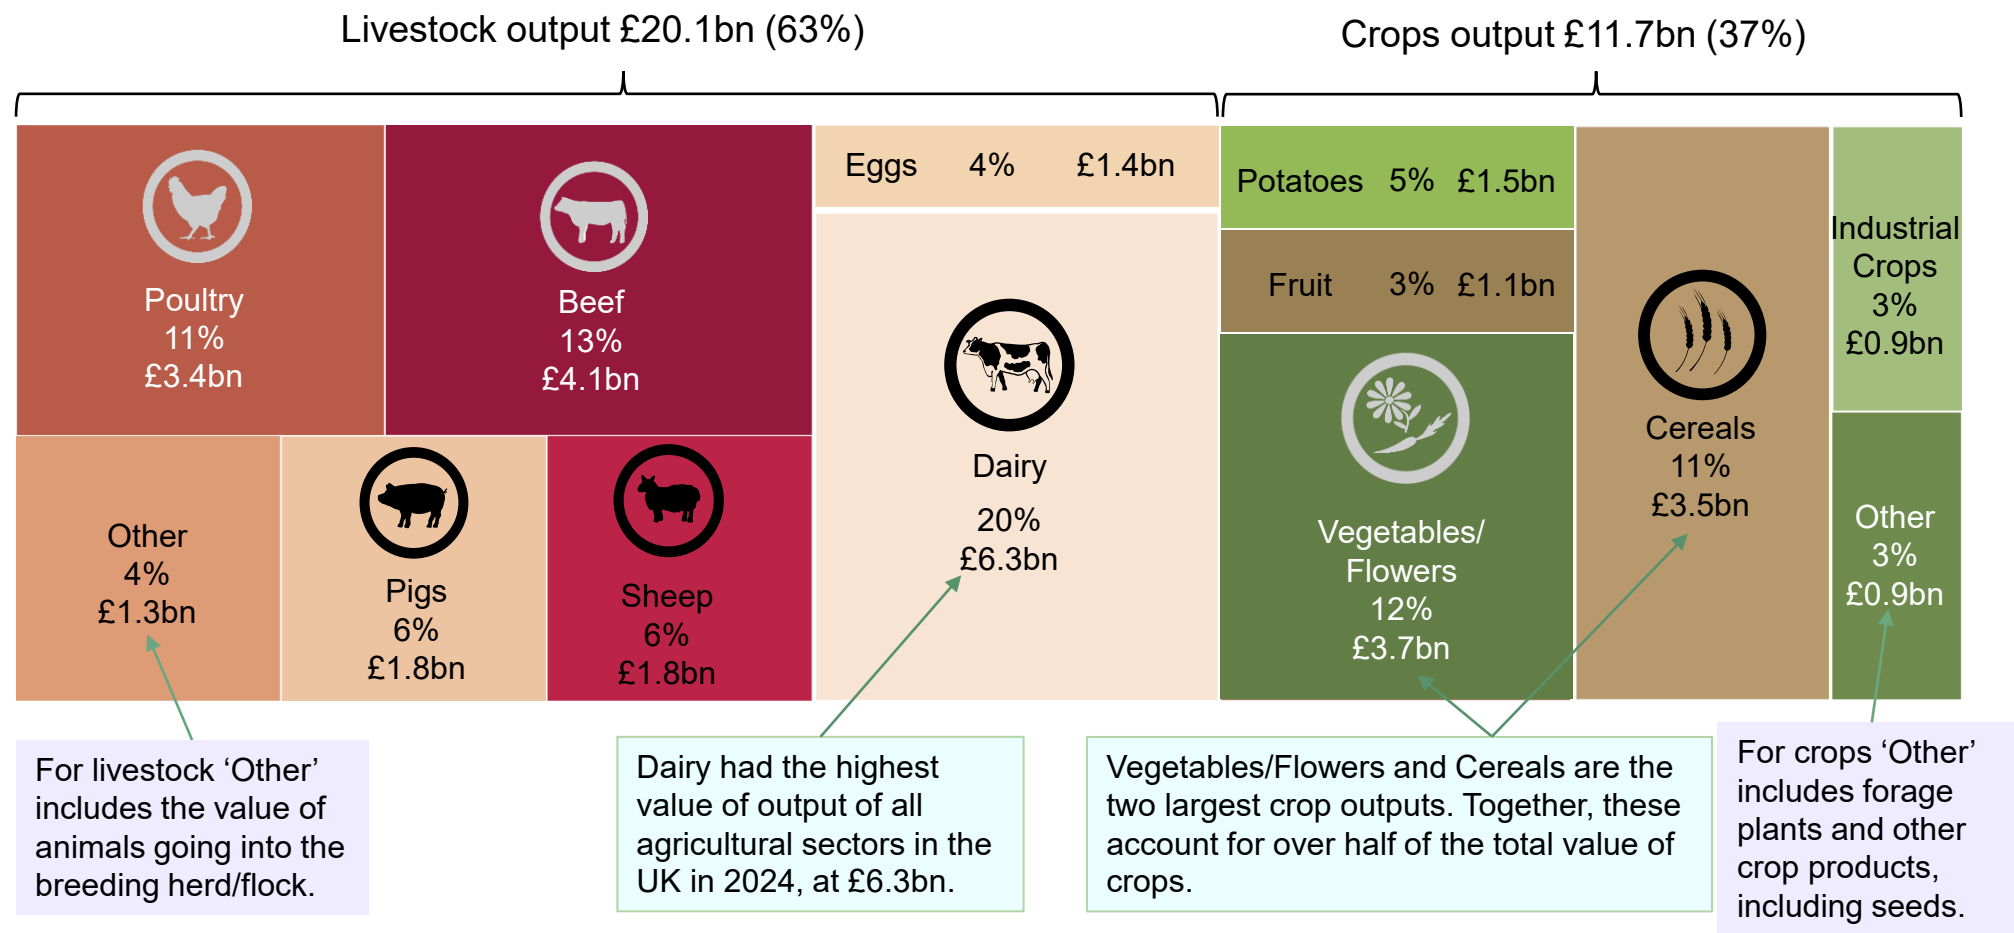 Livestock output £20.1bn (63%)
Crops output £11.7bn (37%)
Poultry
11%
£3.4bn
Beef
13%
£4.1bn
Eggs 4% £1.4bn
Other
4%
£1.3bn
Pigs
6%
£1.8bn
Sheep
6%
£1.8bn
Dairy
20%
£6.3bn
Potatoes 5% £1.5bn
Fruit 3% £1.1bn
Vegetables/
Flowers
12%
£3.7bn
Cereals
11%
£3.5bn
Industrial
Crops
3%
£0.9bn
Other
3%
£0.9bn
For livestock ‘Other’
includes the value of
animals going into the
breeding herd/flock.
Dairy had the highest
value of output of all
agricultural sectors in the
UK in 2024, at £6.3bn.
Vegetables/Flowers and Cereals are the
two largest crop outputs. Together, these
account for over half of the total value of
crops.
For crops ‘Other’
includes forage
plants and other
crop products,
including seeds.